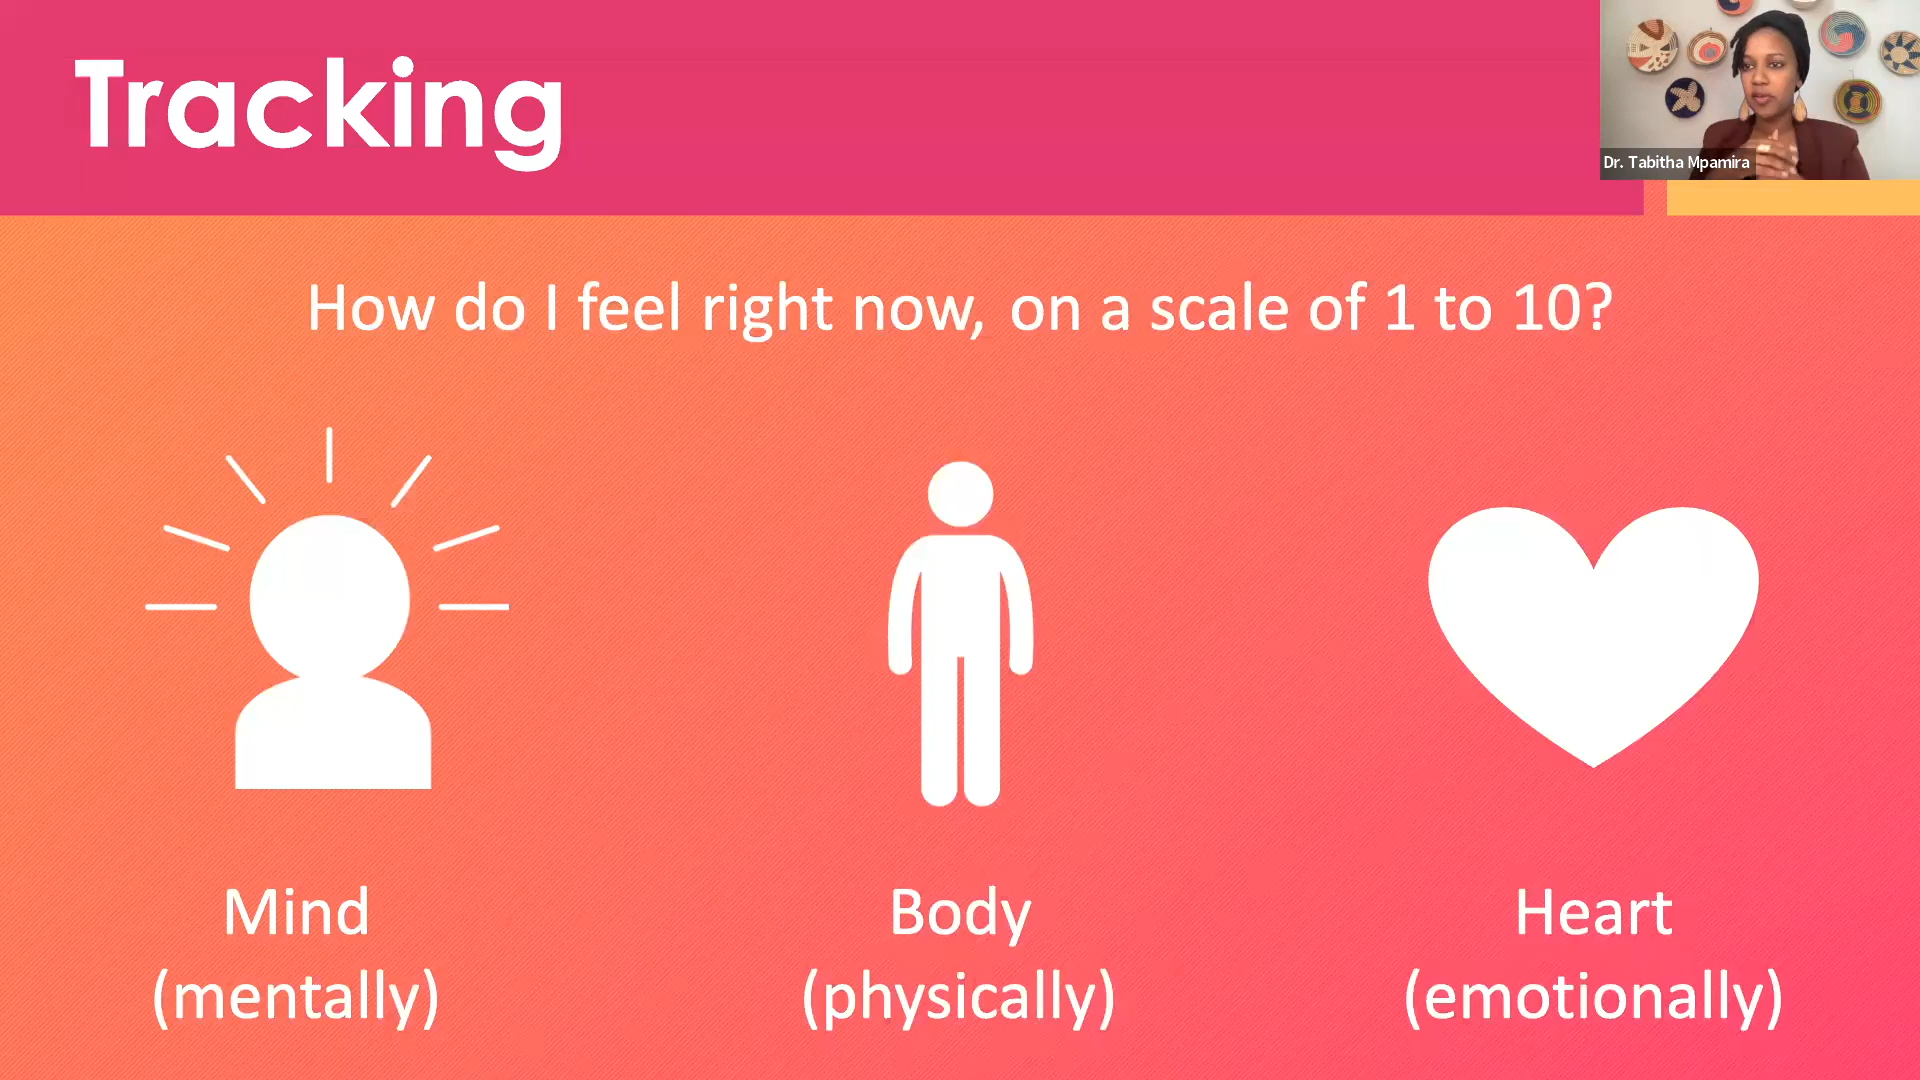 Tracking
Dr. Tabitha Mpamira
How do I feel right now, on a scale of 1 to 10?
Mind
(mentally)
Body
(physically)
Heart
(emotionally)